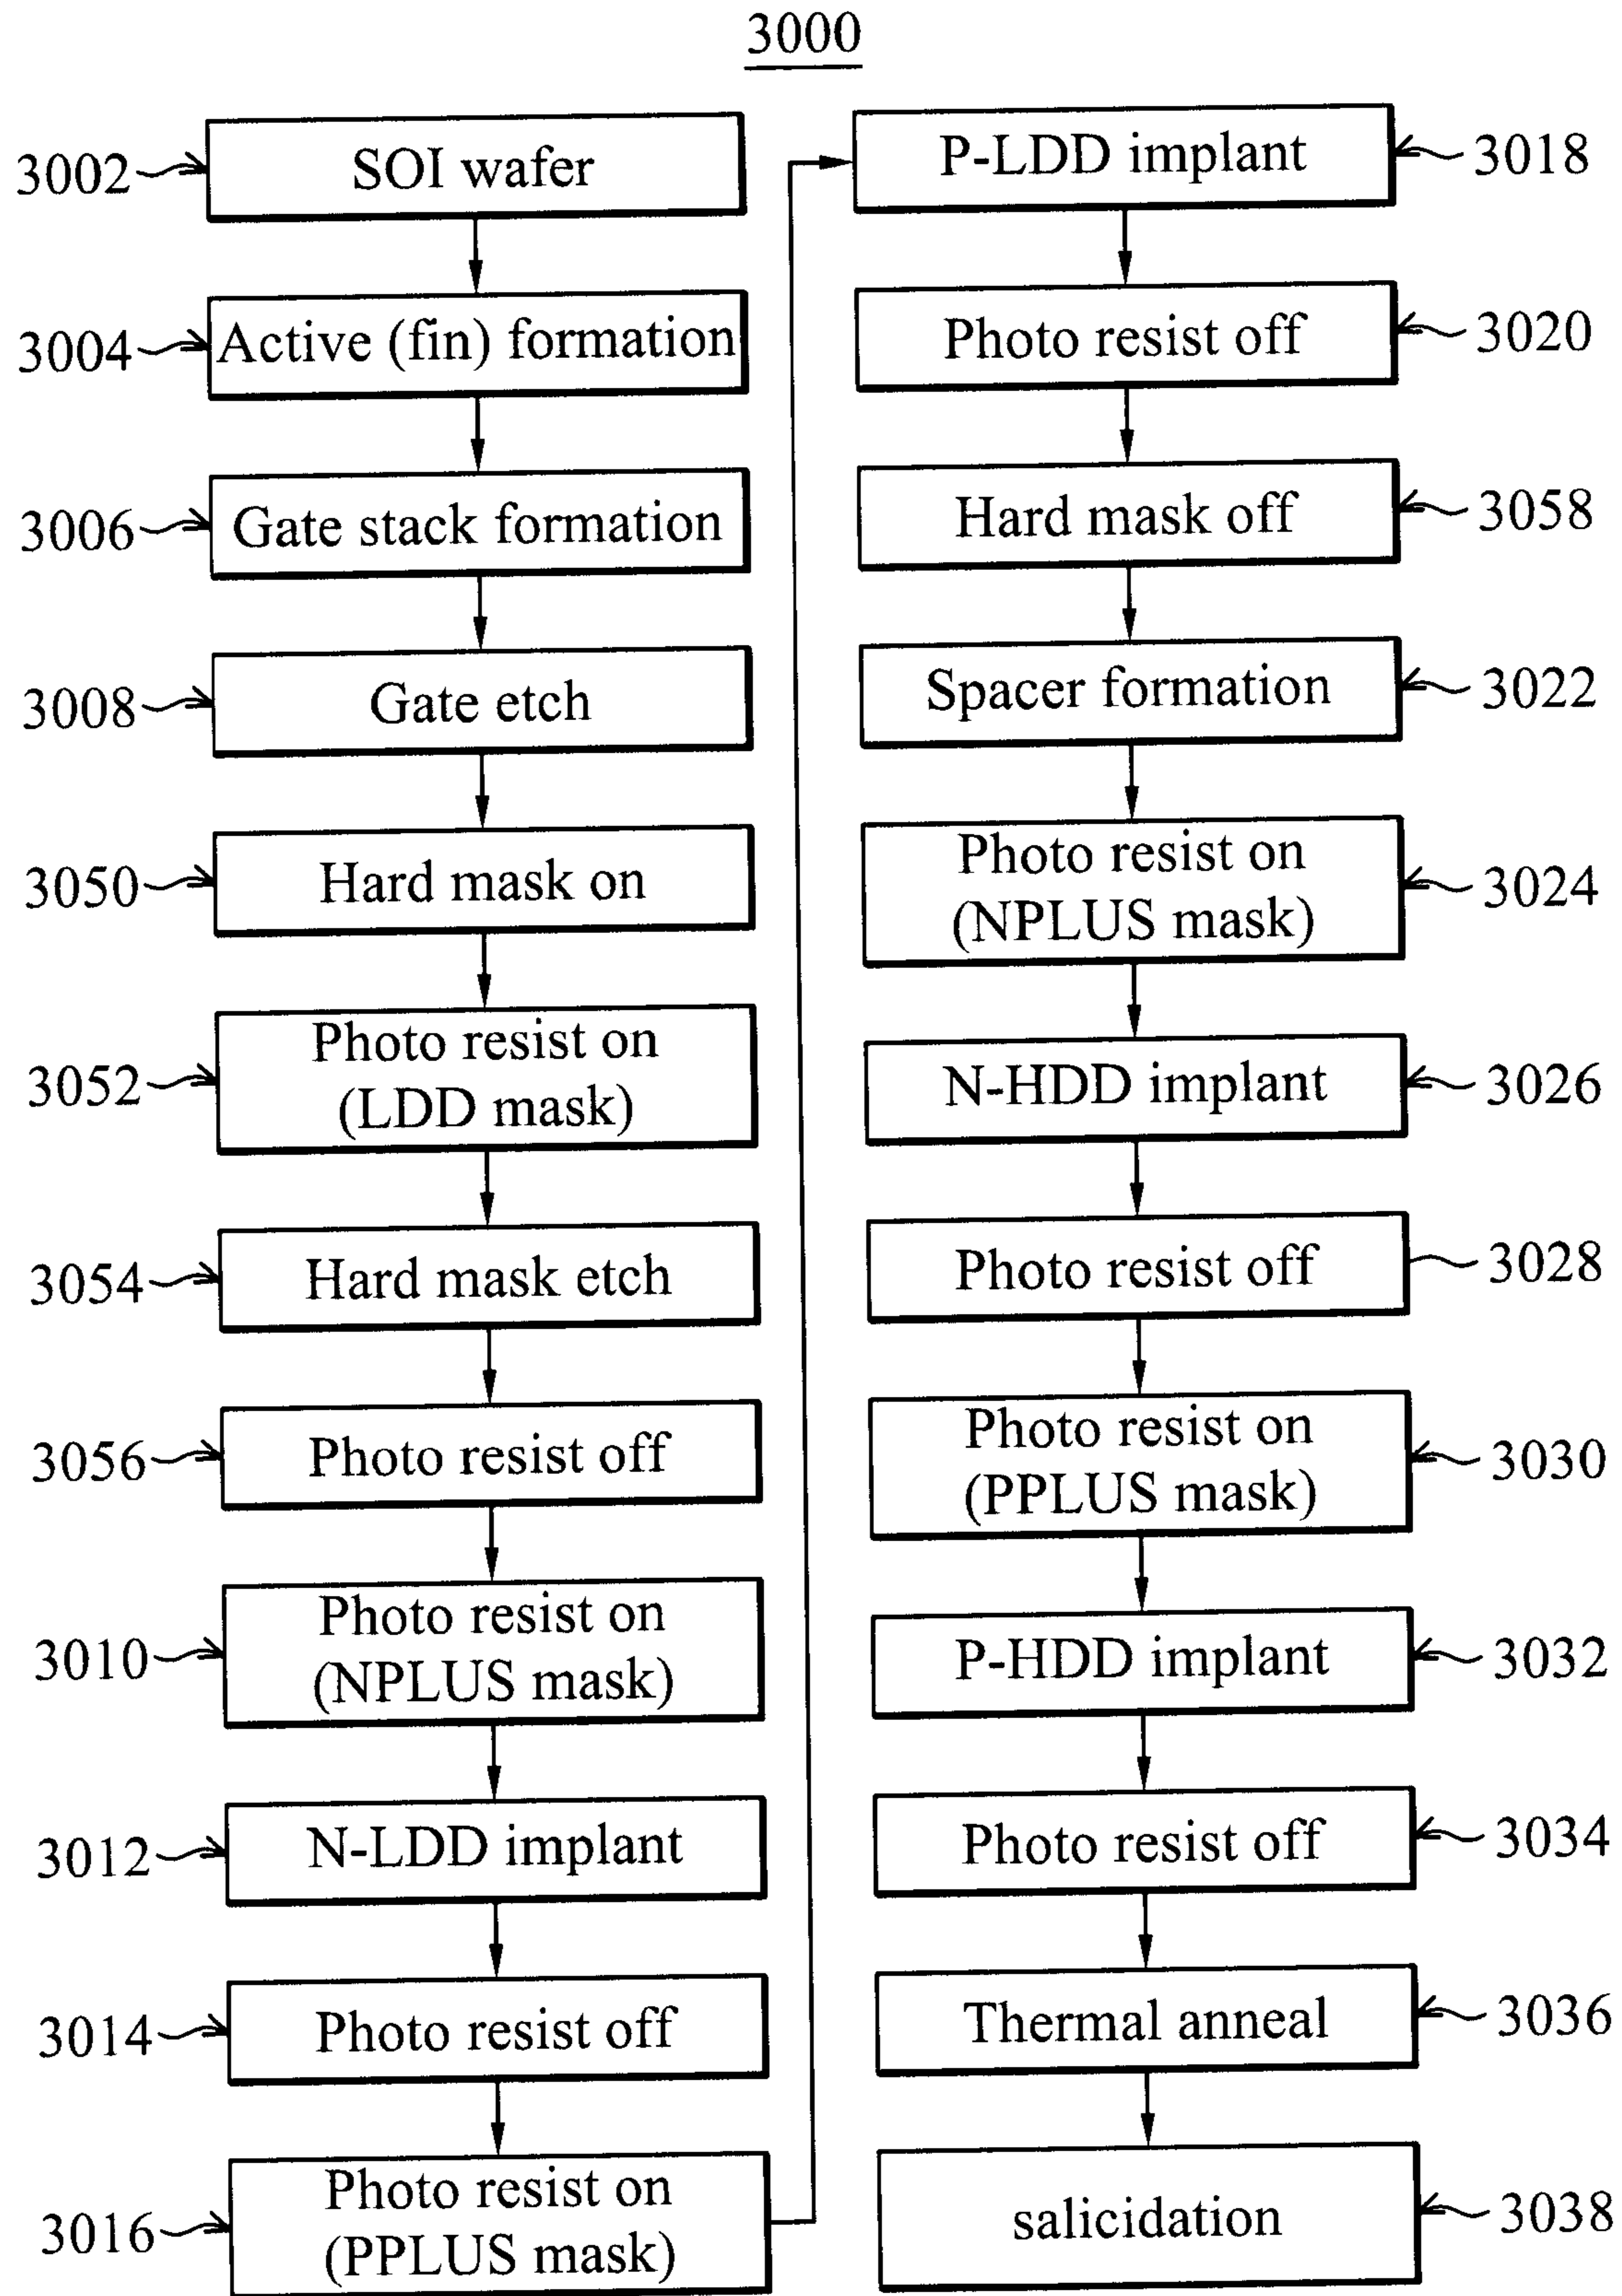 3000
3002
SOI wafer
3004
Active (fin) formation
3006
Gate stack formation
3008
Gate etch
3050
Hard mask on
3052
Photo resist on
(LDD mask)
3054
Hard mask etch
3056
Photo resist off
3010
Photo resist on
(NPLUS mask)
3012
N-LDD implant
3014
Photo resist off
3016
Photo resist on
(PPLUS mask)
P-LDD implant
3018
Photo resist off
3020
Hard mask off
3058
Spacer formation
3022
Photo resist on
(NPLUS mask)
3024
N-HDD implant
3026
Photo resist off
3028
Photo resist on
(PPLUS mask)
3030
P-HDD implant
3032
Photo resist off
3034
Thermal anneal
3036
salicidation
3038